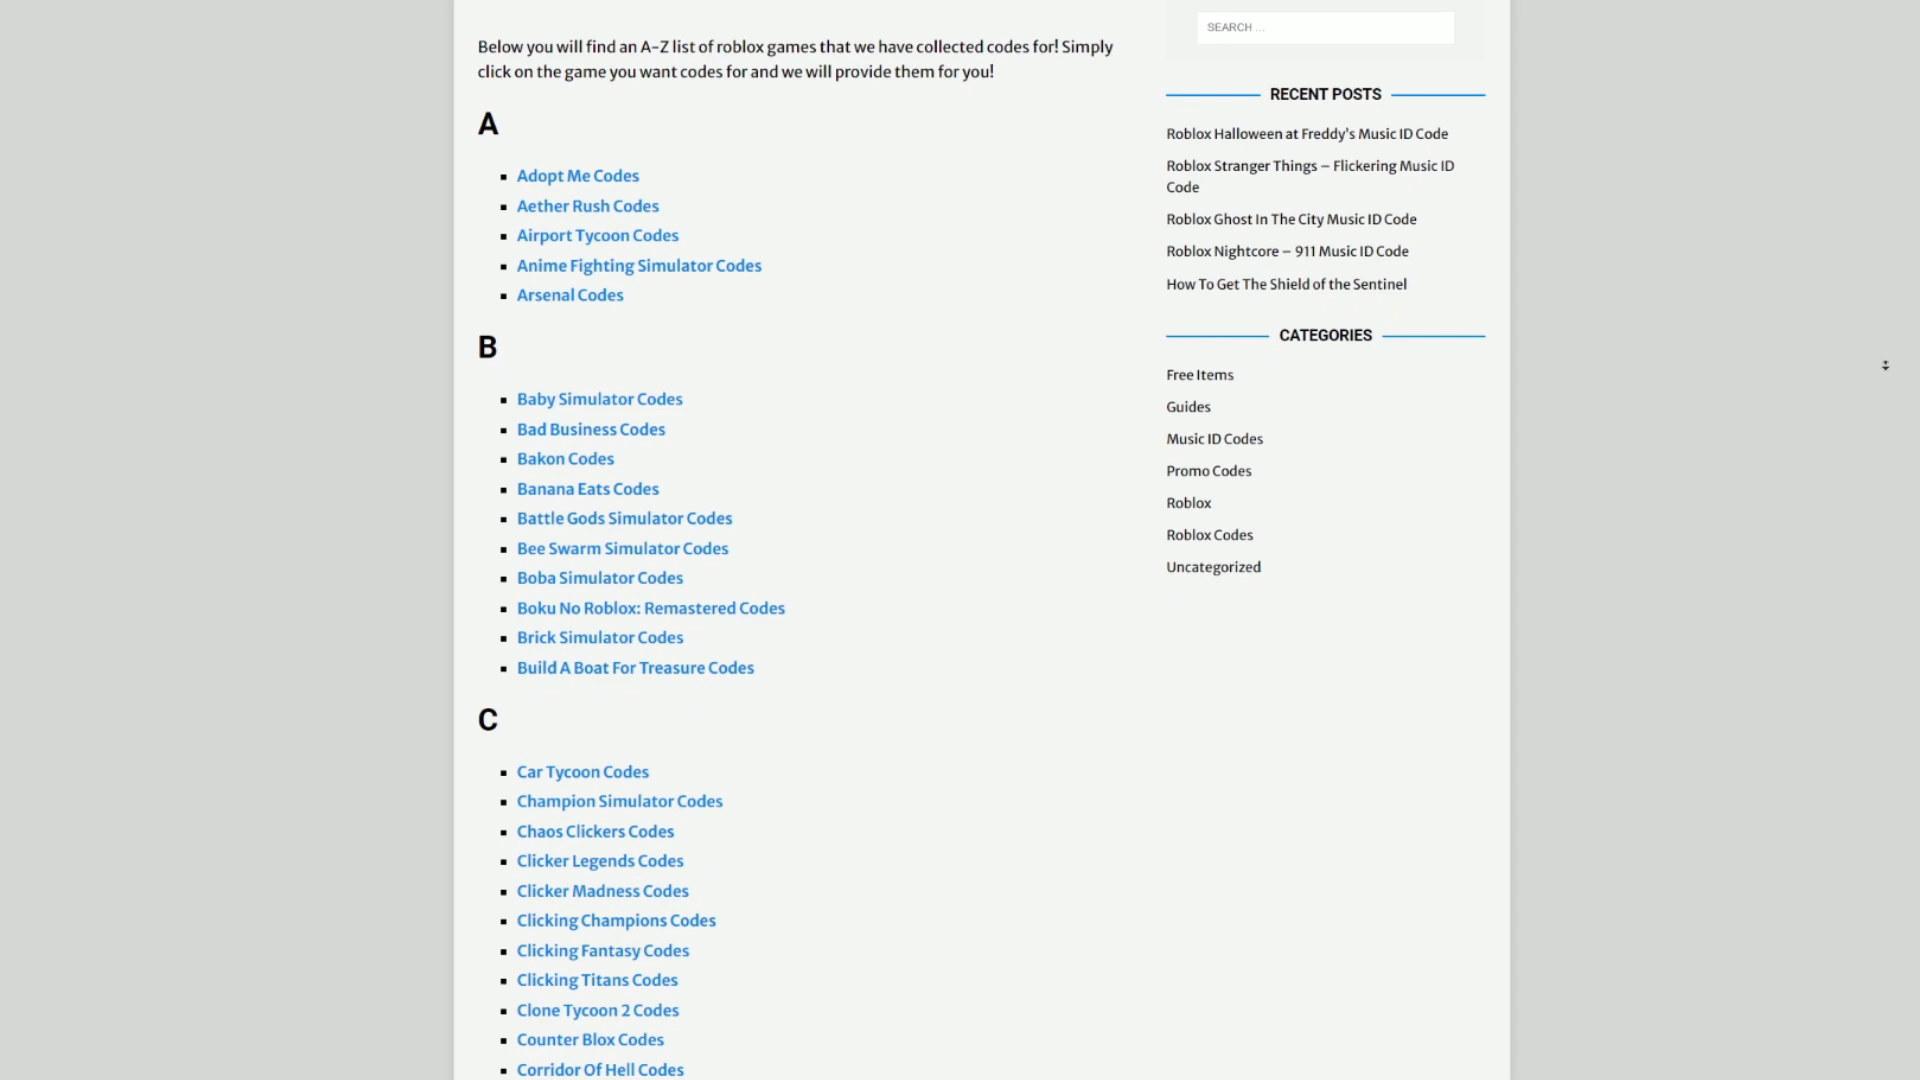 Below you will find an A-Z list of roblox games that we have collected codes for! Simply
click on the game you want codes for and we will provide them for you!
A
Adopt Me Codes
Aether Rush Codes
Airport Tycoon Codes
Anime Fighting Simulator Codes
Arsenal Codes
B
Baby Simulator Codes
Bad Business Codes
Bakon Codes
Banana Eats Codes
Battle Gods Simulator Codes
Bee Swarm Simulator Codes
Boba Simulator Codes
Boku No Roblox: Remastered Codes
Brick Simulator Codes
Build A Boat For Treasure Codes
C
Car Tycoon Codes
Champion Simulator Codes
Chaos Clickers Codes
Clicker Legends Codes
Clicker Madness Codes
Clicking Champions Codes
Clicking Fantasy Codes
Clicking Titans Codes
Clone Tycoon 2 Codes
Counter Blox Codes
Corridor Of Hell Codes
SEARCH ...
RECENT POSTS
Roblox Halloween at Freddy's Music ID Code
Roblox Stranger Things – Flickering Music ID
Code
Roblox Ghost In The City Music ID Code
Roblox Nightcore – 911 Music ID Code
How To Get The Shield of the Sentinel
CATEGORIES
Free Items
Guides
Music ID Codes
Promo Codes
Roblox
Roblox Codes
Uncategorized